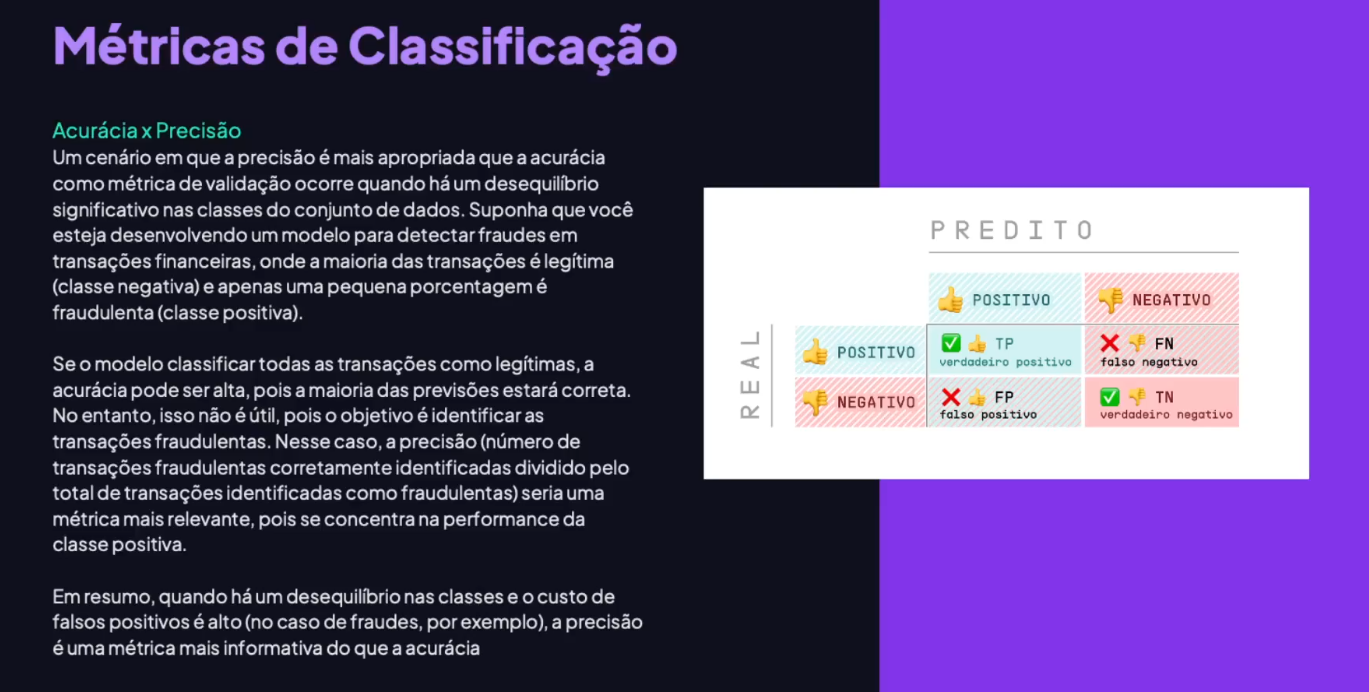 Métricas de Classificação
Acurácia x Precisão
Um cenário em que a precisão é mais apropriada que a acurácia
como métrica de validação ocorre quando há um desequilíbrio
significativo nas classes do conjunto de dados. Suponha que você
esteja desenvolvendo um modelo para detectar fraudes em
transações financeiras, onde a maioria das transações é legítima
(classe negativa) e apenas uma pequena porcentagem é
fraudulenta (classe positiva).
Se o modelo classificar todas as transações como legítimas, a
acurácia pode ser alta, pois a maioria das previsões estará correta.
No entanto, isso não é útil, pois o objetivo é identificar as
transações fraudulentas. Nesse caso, a precisão (número de
transações fraudulentas corretamente identificadas dividido pelo
total de transações identificadas como fraudulentas) seria uma
métrica mais relevante, pois se concentra na performance da
classe positiva.
Em resumo, quando há um desequilíbrio nas classes e o custo de
falsos positivos é alto (no caso de fraudes, por exemplo), a precisão
é uma métrica mais informativa do que a acurácia
PREDITO
POSITIVO
NEGATIVO
REAL
POSITIVO
TP
verdadeiro positivo
FN
falso negativo
NEGATIVO
FP
falso positivo
TN
verdadeiro negativo